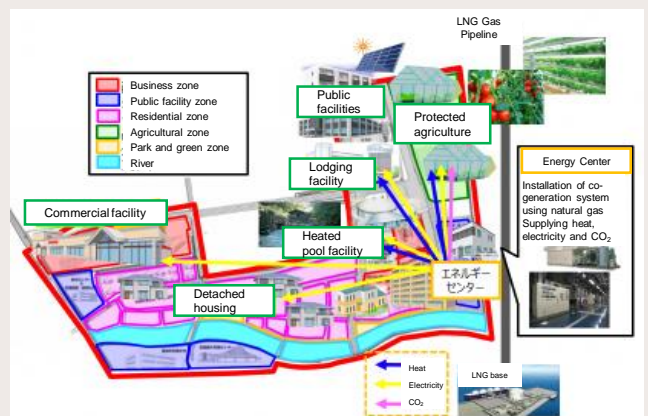 LNG Gas
Pipeline
Business zone
Public facility zone
Residential zone
Agricultural zone
Park and green zone
River
Public
facilities
Protected
agriculture
Lodging
facility
Commercial facility
Heated
pool facility
Detached
housing
エネルギー
センター
Energy Center
Installation of co-
generation system
using natural gas
Supplying heat,
electricity and CO₂
Heat
Electricity
CO₂
LNG base